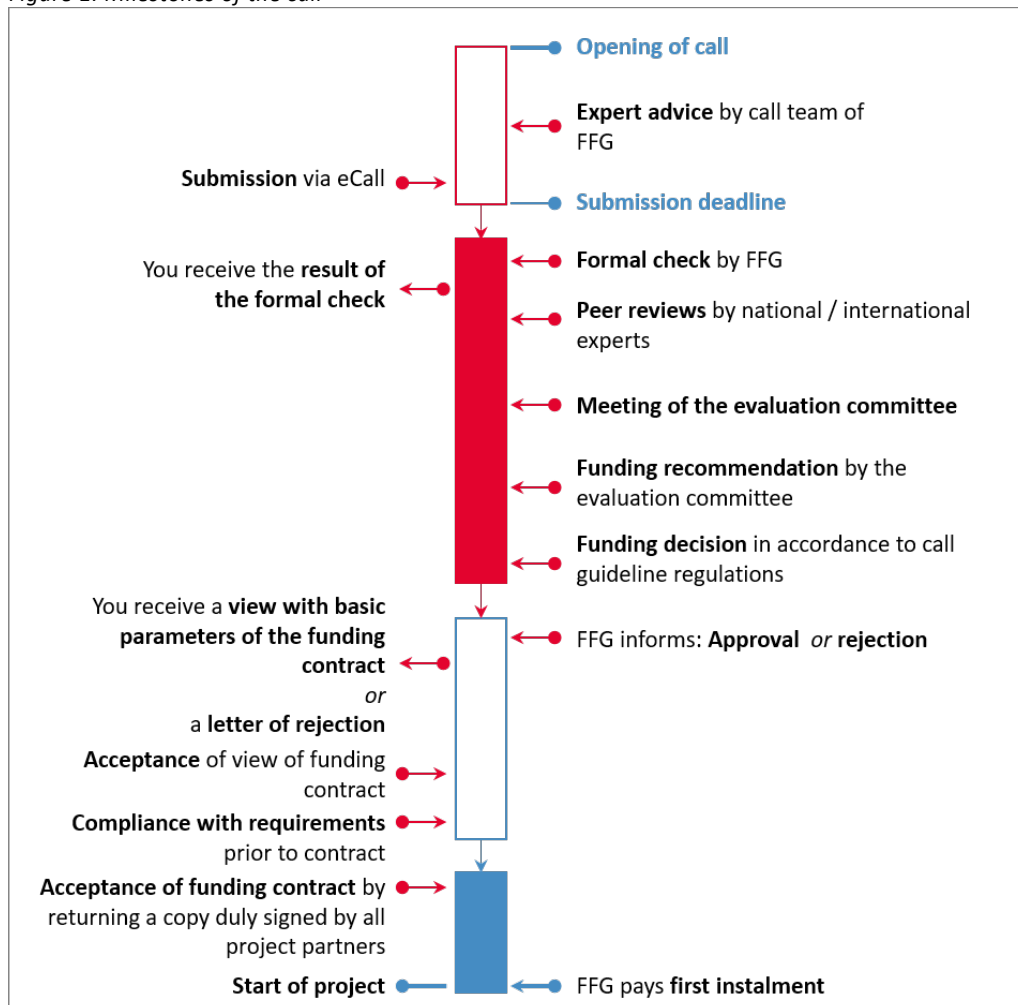 Opening of call
Expert advice by call team of
FFG
Submission via eCall
Submission deadline
Formal check by FFG
You receive the result of
the formal check
Peer reviews by national / international
experts
Meeting of the evaluation committee
Funding recommendation by the
evaluation committee
Funding decision in accordance to call
guideline regulations
You receive a view with basic
parameters of the funding
contract
or
a letter of rejection
FFG informs: Approval or rejection
Acceptance of view of funding
contract
Compliance with requirements
prior to contract
Acceptance of funding contract by
returning a copy duly signed by all
project partners
Start of project
FFG pays first instalment